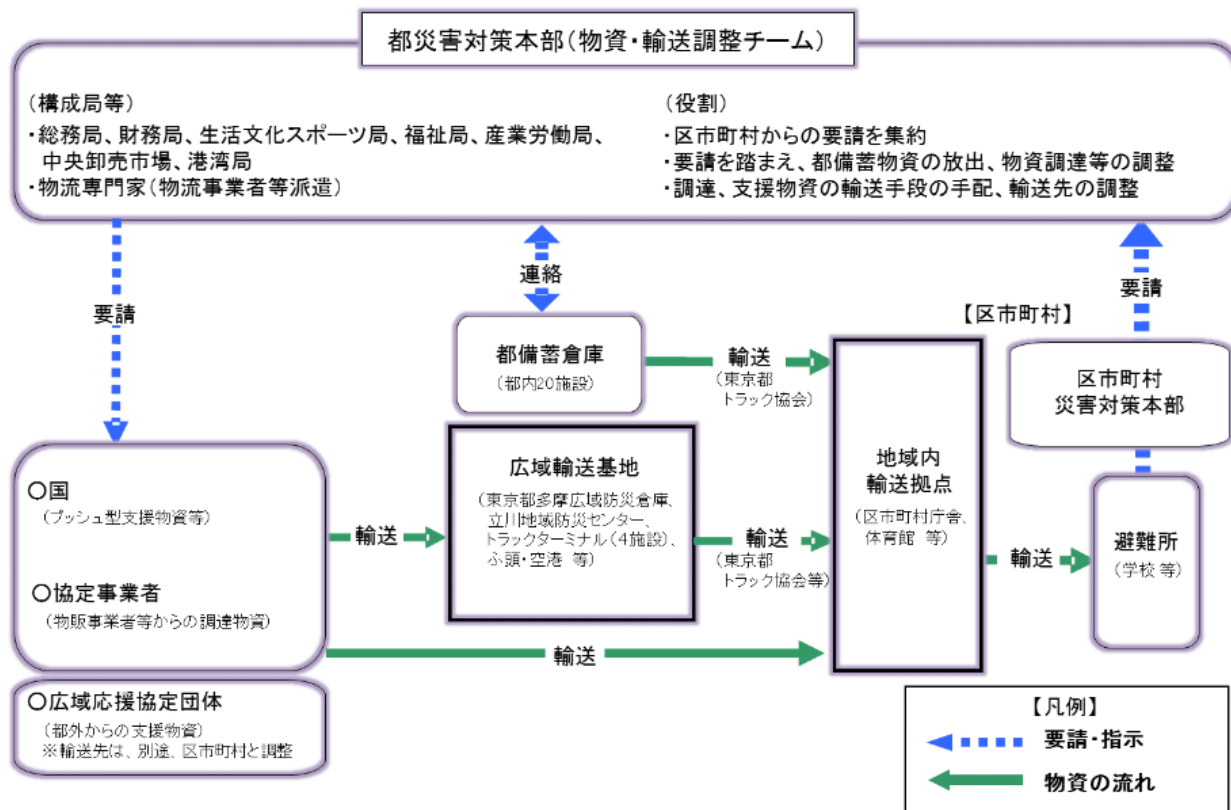 都災害対策本部(物資・輸送調整チーム)
(構成局等)
・総務局、財務局、生活文化スポーツ局、福祉局、産業労働局、
中央卸売市場、港湾局
・物流専門家(物流事業者等派遣)
(役割)
・区市町村からの要請を集約
・要請を踏まえ、都備蓄物資の放出、物資調達等の調整
・調達、支援物資の輸送手段の手配、輸送先の調整
要請
連絡
要請
【区市町村】
都備蓄倉庫
(都内20施設)
輸送
(東京都
トラック協会)
区市町村
災害対策本部
〇国
(プッシュ型支援物資等)
〇協定事業者
(物販事業者等からの調達物資)
輸送
広域輸送基地
(東京都多摩広域防災倉庫、
立川地域防災センター、
トラックターミナル(4施設)、
ふ頭・空港 等)
輸送
(東京都
トラック協会等)
地域内
輸送拠点
(区市町村庁舎、
体育館 等)
輸送
避難所
(学校 等)
輸送
〇広域応援協定団体
(都外からの支援物資)
※輸送先は、別途、区市町村と調整
【凡例】
要請・指示
物資の流れ